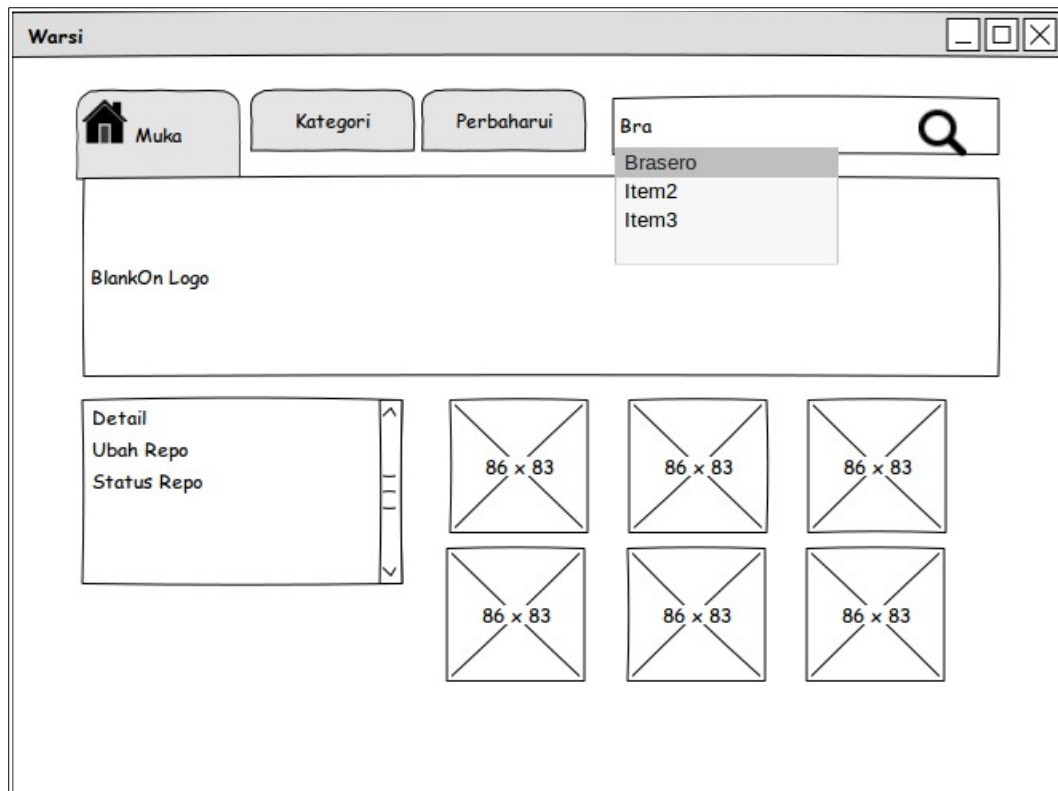 Warsi
Muka
Kategori
Perbaharui
Bra
Brasero
Item2
Item3
BlankOn Logo
Detail
Ubah Repo
Status Repo
86 x 83
86 x 83
86 x 83
86 x 83
86 x 83
86 x 83